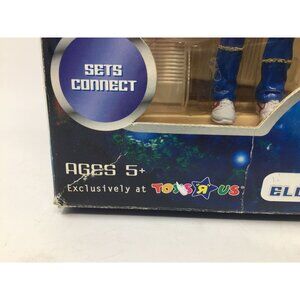 SETS
CONNECT
AGES 5+
Exclusively at TOYS "R" US